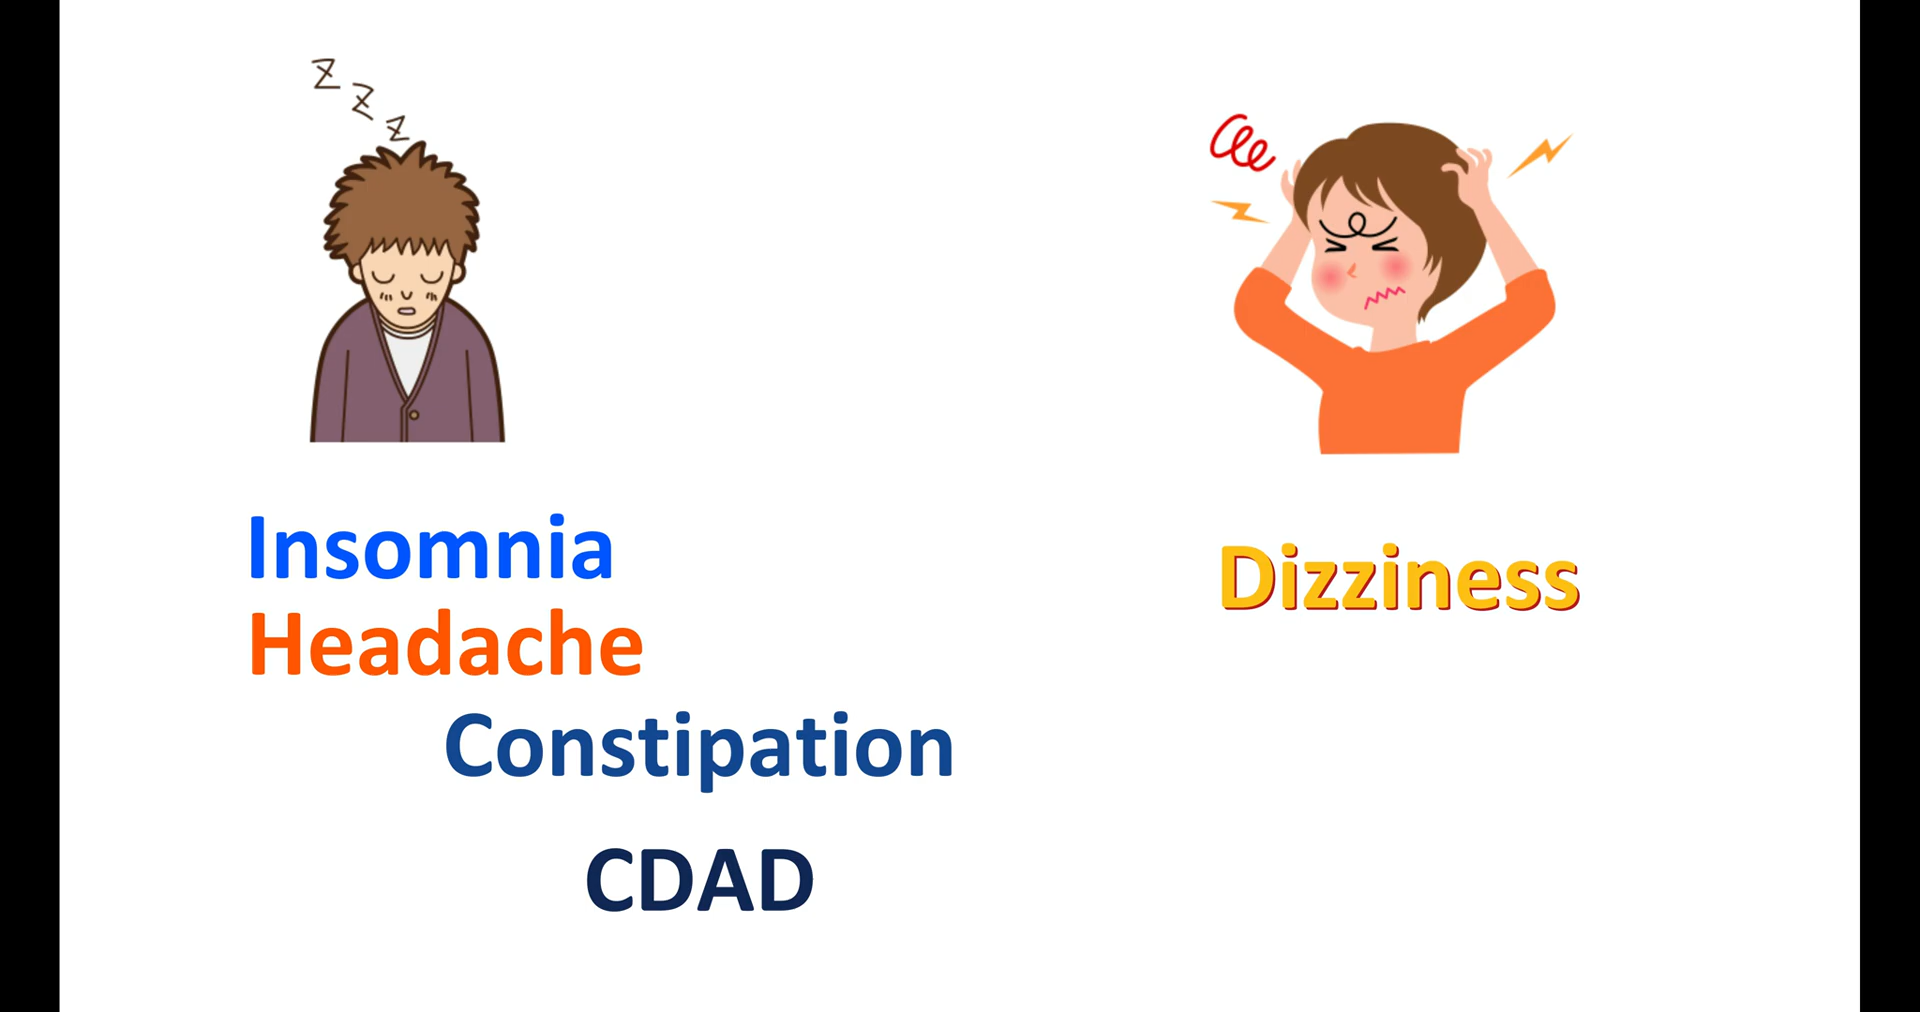 Z
Z
Z
Insomnia
Headache
Dizziness
Constipation
CDAD